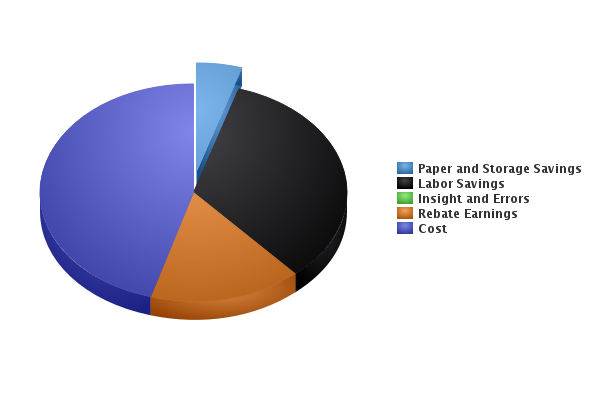 Paper and Storage Savings
Labor Savings
Insight and Errors
Rebate Earnings
Cost